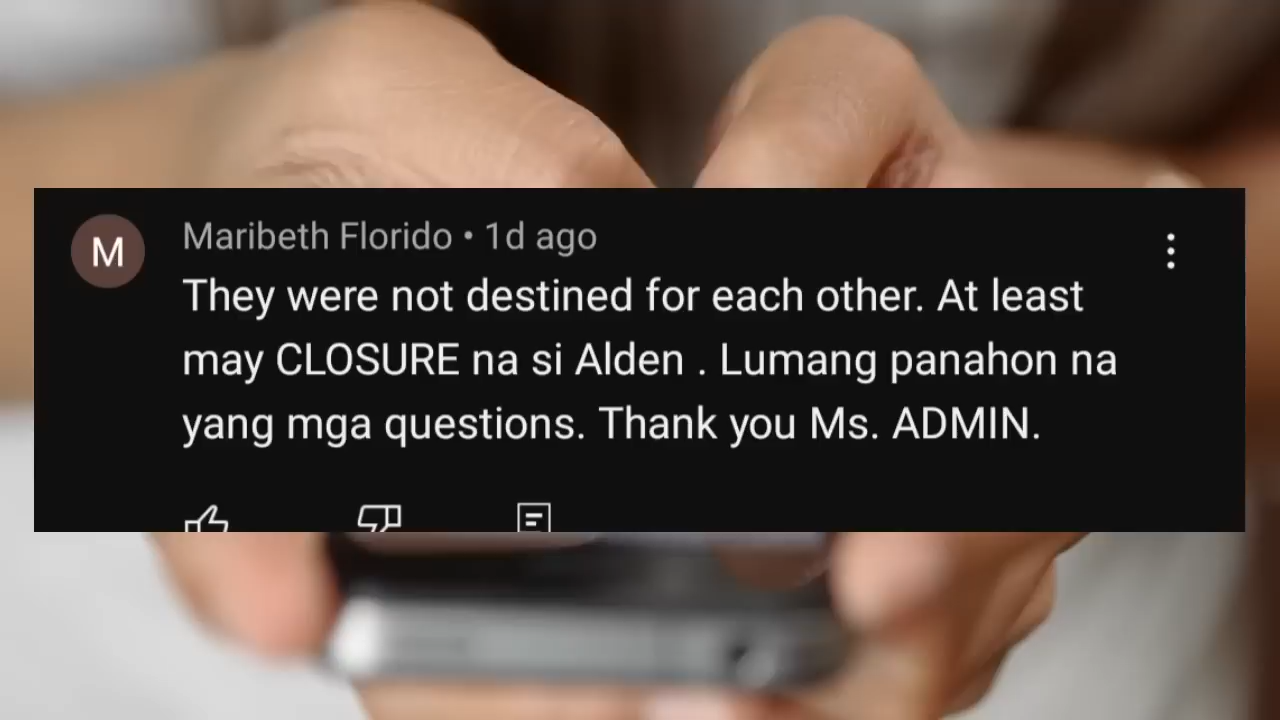 M
Maribeth Florido • 1d ago
They were not destined for each other. At least
may CLOSURE na si Alden . Lumang panahon na
yang mga questions. Thank you Ms. ADMIN.